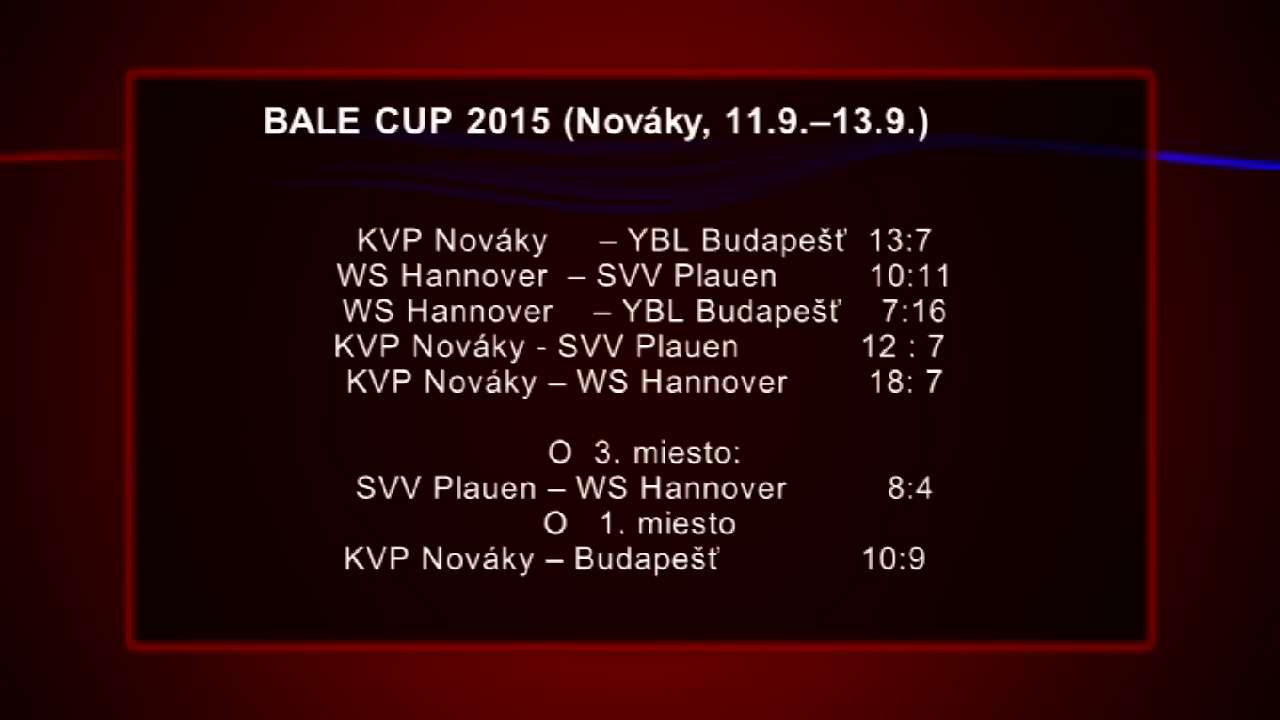 BALE CUP 2015 (Nováky, 11.9.–13.9.)
KVP Nováky – YBL Budapešť 13:7
WS Hannover – SVV Plauen 10:11
WS Hannover – YBL Budapešť 7:16
KVP Nováky - SVV Plauen 12 : 7
KVP Nováky – WS Hannover 18: 7
O 3. miesto:
SVV Plauen – WS Hannover 8:4
O 1. miesto
KVP Nováky – Budapešť 10:9